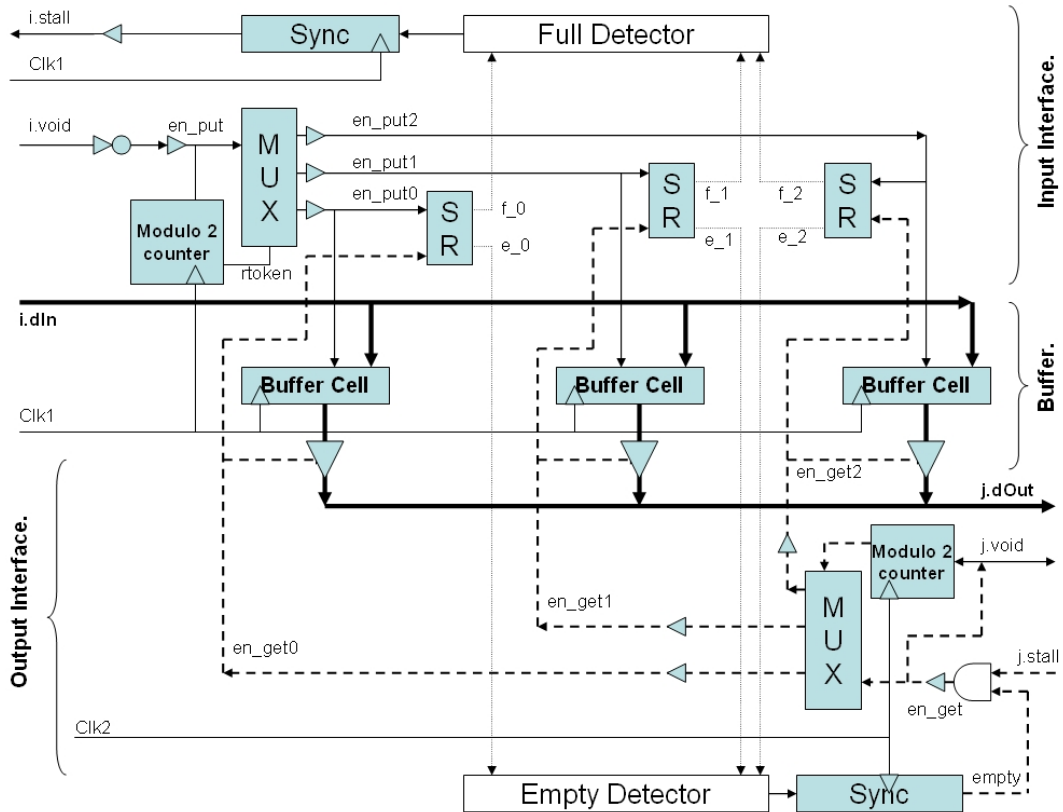 i.stall
Sync
Full Detector
Clk1
i.void
en_put
MUX
en_put2
en_put1
en_put0
S
R
f_0
e_0
S
R
f_1
f_2
e_1
e_2
S
R
Modulo 2
counter
rtoken
Input Interface.
i.dIn
Buffer Cell
Buffer Cell
Buffer Cell
Buffer.
Clk1
en_get2
j.dOut
Output Interface.
Modulo 2
counter
j.void
MUX
en_get1
en_get0
j.stall
en_get
Clk2
Empty Detector
Sync
empty